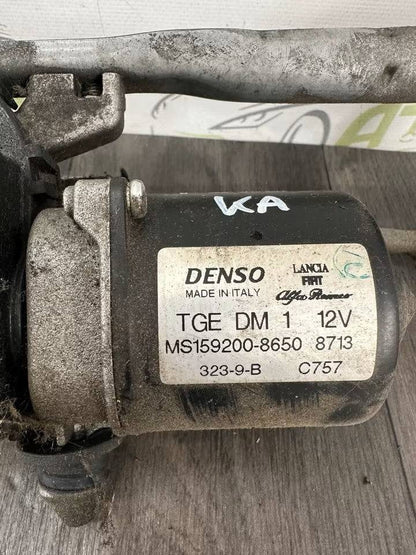 KA
DENSO
MADE IN ITALY
LANCIA
FIAT
Alfa Romeo
TGE DM 1 12V
MS159200-8650 8713
323-9-B C757